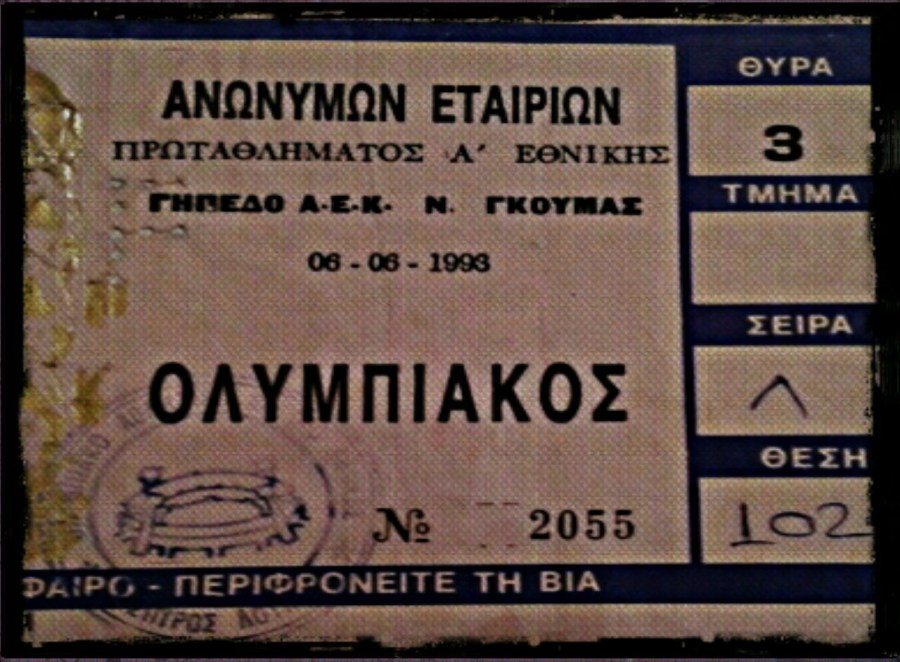 ΑΝΩΝΥΜΩΝ ΕΤΑΙΡΙΩΝ
ΠΡΩΤΑΘΛΗΜΑΤΟΣ Α΄ ΕΘΝΙΚΗΣ
ΓΗΠΕΔΟ Α.Ε.Κ. Ν. ΓΚΟΥΜΑΣ
06 - 06 - 1993
ΟΛΥΜΠΙΑΚΟΣ
№ 2055
ΦΑΙΡΟ - ΠΕΡΙΦΡΟΝΕΙΤΕ ΤΗ ΒΙΑ
ΘΥΡΑ
3
ΤΜΗΜΑ
ΣΕΙΡΑ
Λ
ΘΕΣΗ
102